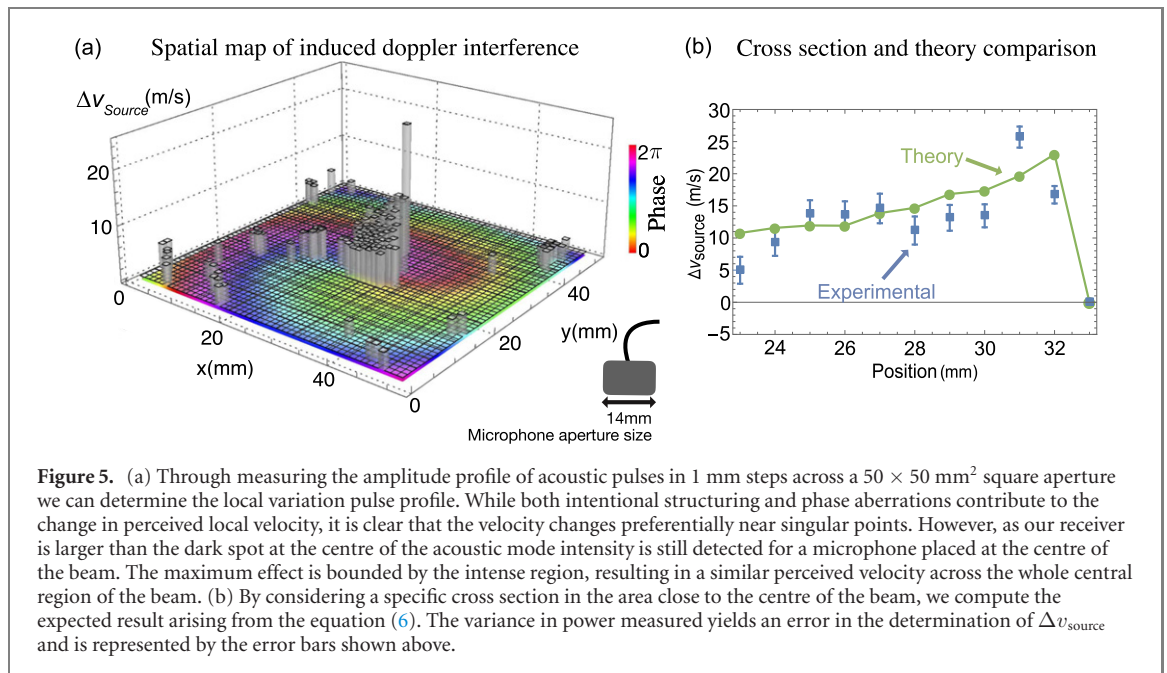 (a) Spatial map of induced doppler interference
Δv_Source (m/s)
20
10
0
20
40
x(mm)
0
20
40
y(mm)
2π
Phase
0
14mm
Microphone aperture size
(b) Cross section and theory comparison
30
25
20
15
10
5
0
−5
Δv_source (m/s)
Theory
Experimental
24 26 28 30 32
Position (mm)
Figure 5. (a) Through measuring the amplitude profile of acoustic pulses in 1 mm steps across a 50 × 50 mm² square aperture
we can determine the local variation pulse profile. While both intentional structuring and phase aberrations contribute to the
change in perceived local velocity, it is clear that the velocity changes preferentially near singular points. However, as our receiver
is larger than the dark spot at the centre of the acoustic mode intensity is still detected for a microphone placed at the centre of
the beam. The maximum effect is bounded by the intense region, resulting in a similar perceived velocity across the whole central
region of the beam. (b) By considering a specific cross section in the area close to the centre of the beam, we compute the
expected result arising from the equation (6). The variance in power measured yields an error in the determination of Δv_source
and is represented by the error bars shown above.